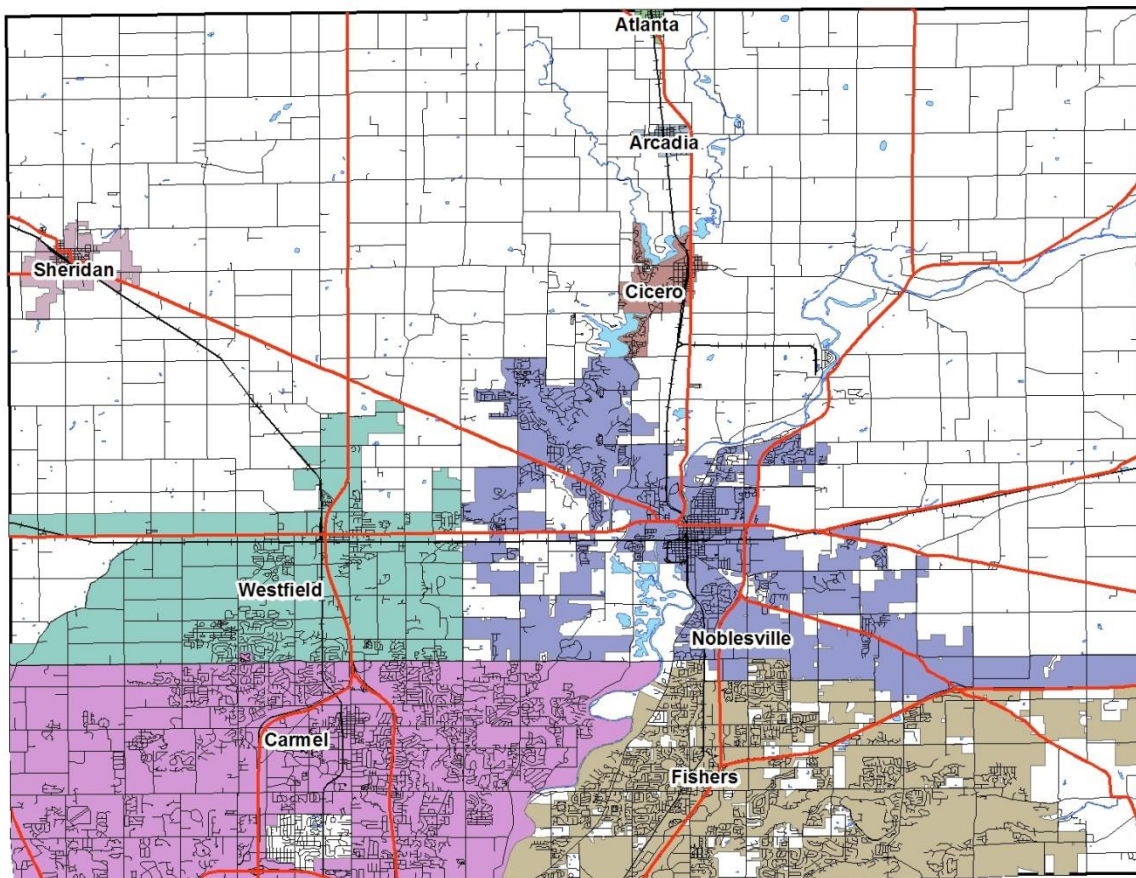 Atlanta
Arcadia
Sheridan
Cicero
Westfield
Noblesville
Carmel
Fishers